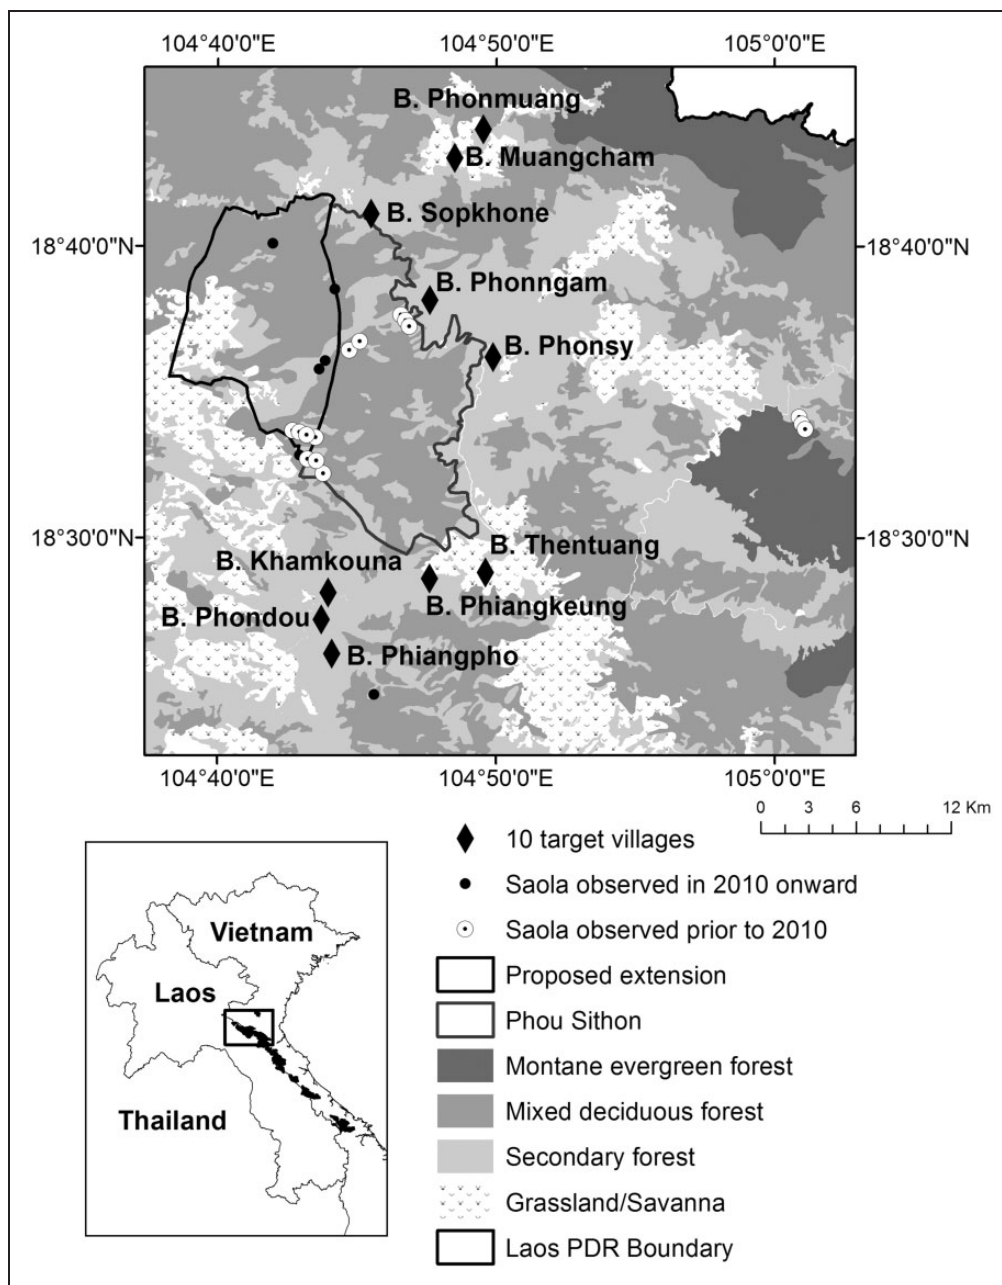 104°40'0"E 104°50'0"E 105°0'0"E
B. Phonmuang
B. Muangcham
B. Sopkhone
18°40'0"N 18°40'0"N
B. Phonngam
B. Phonsy
18°30'0"N 18°30'0"N
B. Thentuang
B. Khamkouna
B. Phiangkeung
B. Phondou
B. Phiangpho
104°40'0"E 104°50'0"E 105°0'0"E
0 3 6 12 Km
10 target villages
Saola observed in 2010 onward
Saola observed prior to 2010
Proposed extension
Phou Sithon
Montane evergreen forest
Mixed deciduous forest
Secondary forest
Grassland/Savanna
Laos PDR Boundary
Vietnam
Laos
Thailand